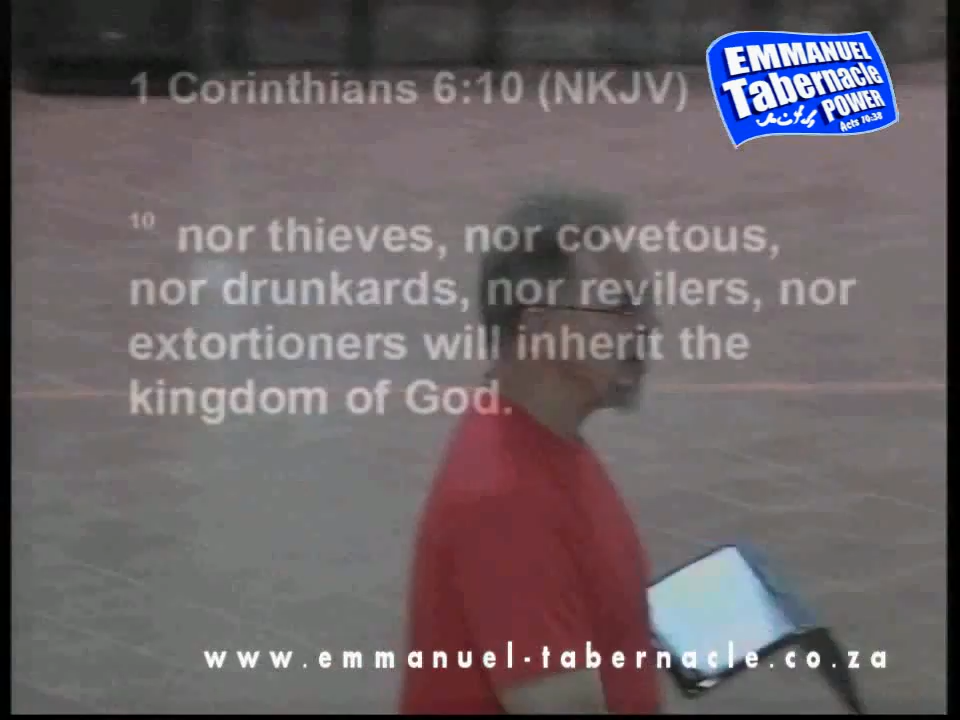 1 Corinthians 6:10 (NKJV)
10 nor thieves, nor covetous,
nor drunkards, nor revilers, nor
extortioners will inherit the
kingdom of God.
EMMANUEL
Tabernacle
POWER
Acts 10:38
www.emmanuel-tabernacle.co.za